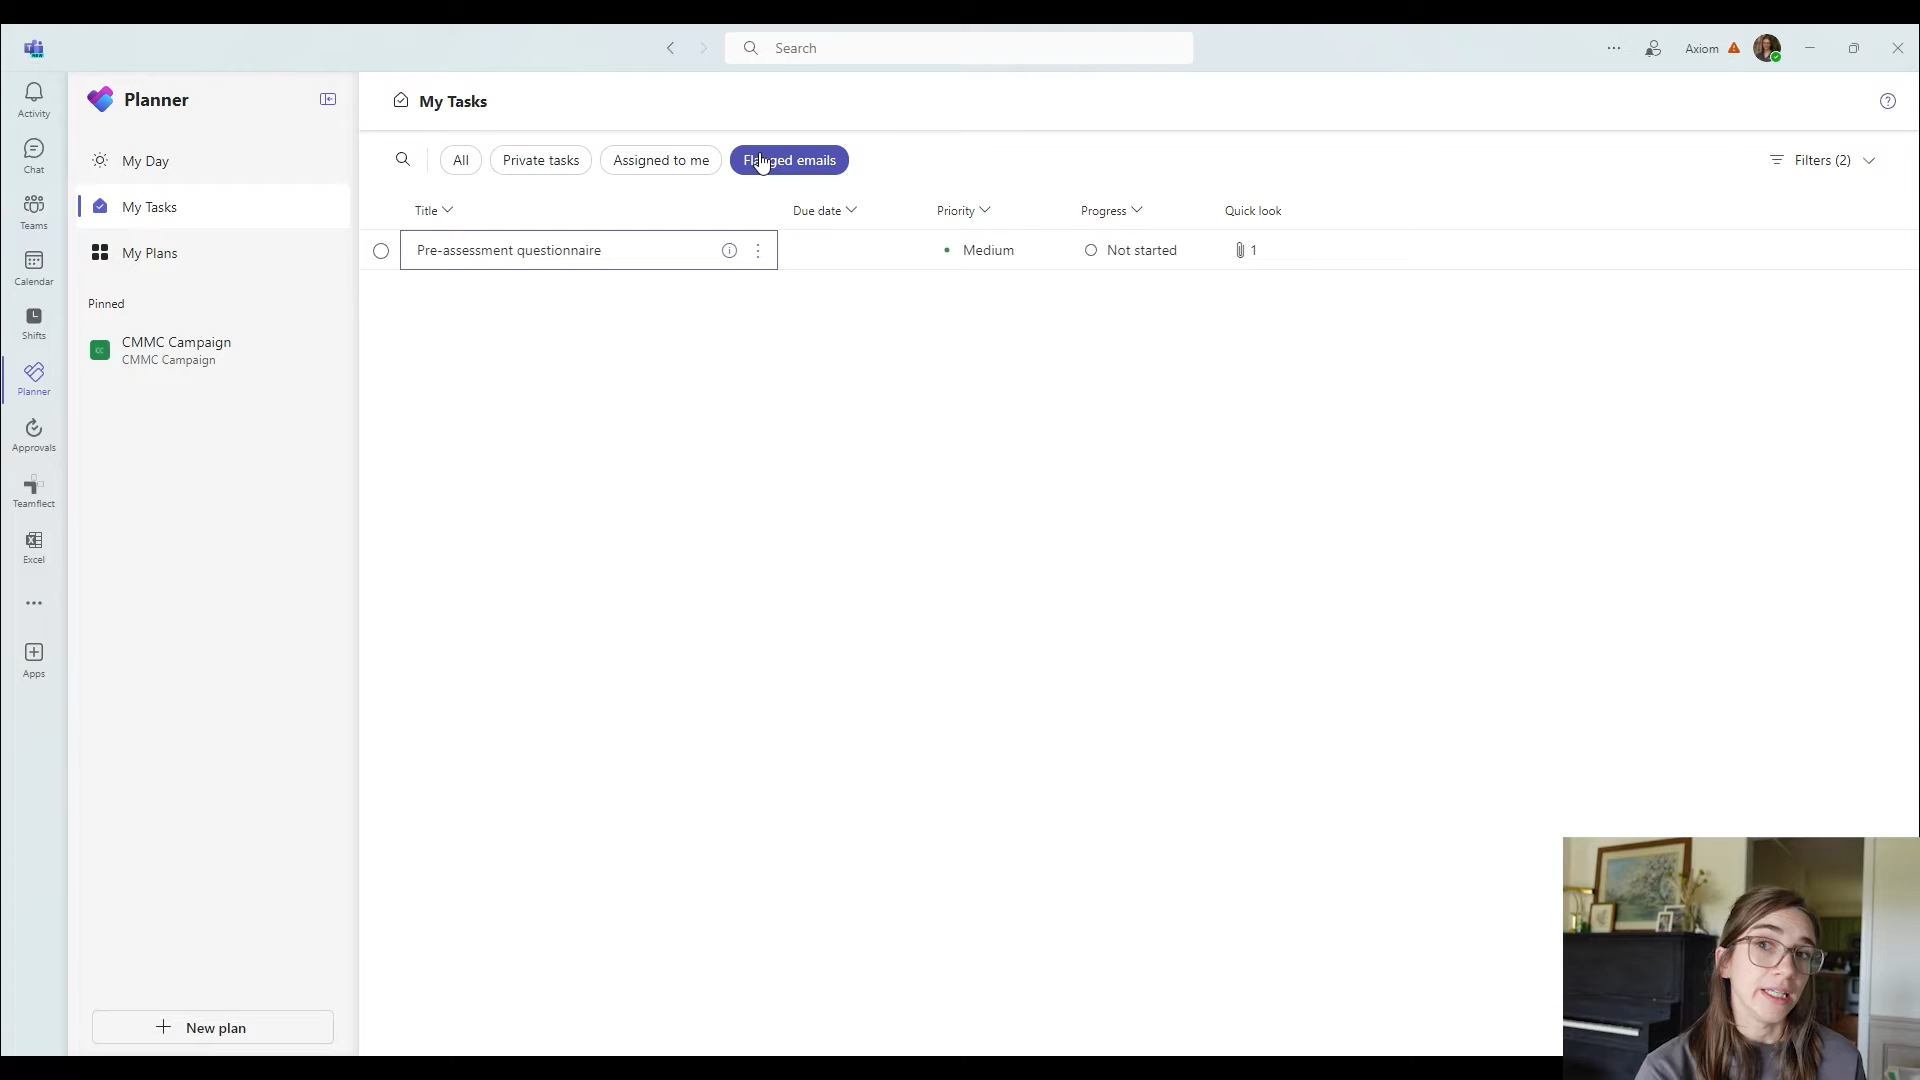 Search
Axiom
Activity
Chat
Teams
Calendar
Shifts
Planner
Approvals
Teamflect
Excel
Apps
Planner
My Day
My Tasks
My Plans
Pinned
CC
CMMC Campaign
CMMC Campaign
New plan
My Tasks
All Private tasks Assigned to me Flagged emails
Filters (2)
Title Due date Priority Progress Quick look
Pre-assessment questionnaire Medium Not started 1